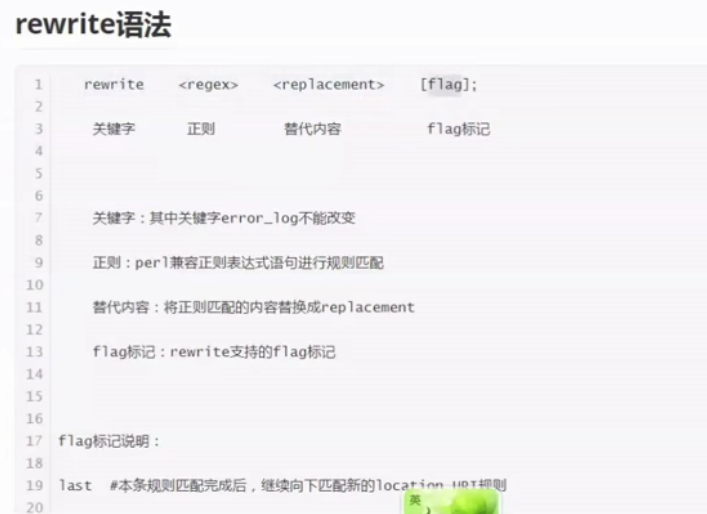 rewrite语法
1 rewrite <regex> <replacement> [flag];
2
3 关键字 正则 替代内容 flag标记
4
5
6
7 关键字：其中关键字error_log不能改变
8
9 正则：perl兼容正则表达式语句进行规则匹配
10
11 替代内容：将正则匹配的内容替换成replacement
12
13 flag标记：rewrite支持的flag标记
14
15
16
17 flag标记说明：
18
19 last #本条规则匹配完成后，继续向下匹配新的location URI规则
20
英